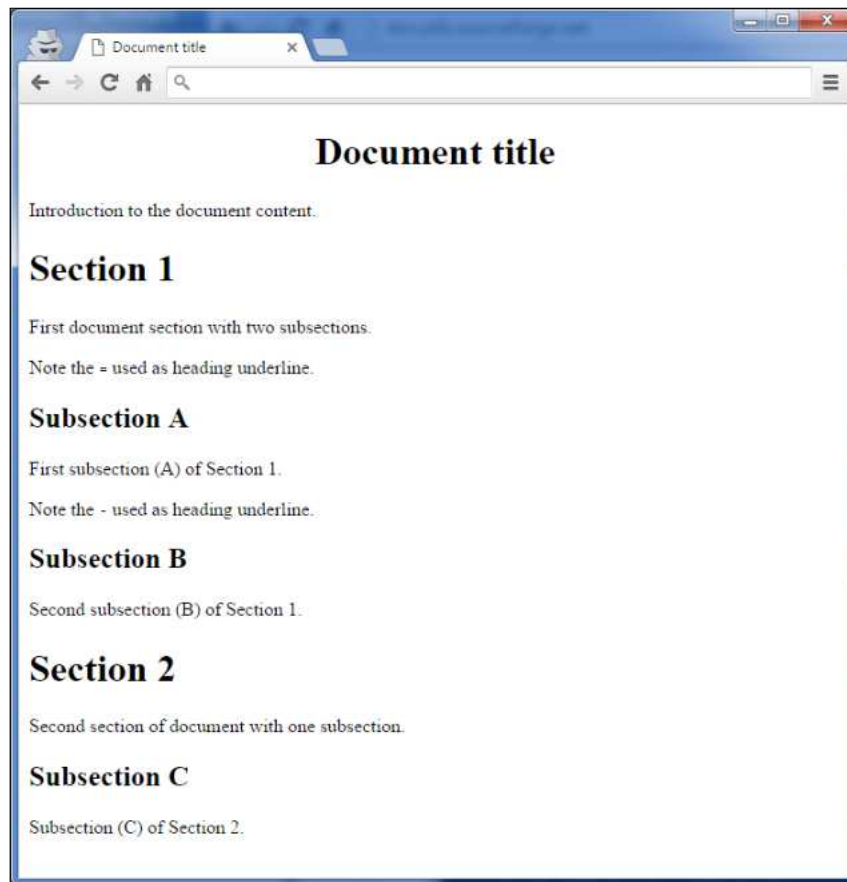 Document title
Document title
Introduction to the document content.
Section 1
First document section with two subsections.
Note the = used as heading underline.
Subsection A
First subsection (A) of Section 1.
Note the - used as heading underline.
Subsection B
Second subsection (B) of Section 1.
Section 2
Second section of document with one subsection.
Subsection C
Subsection (C) of Section 2.